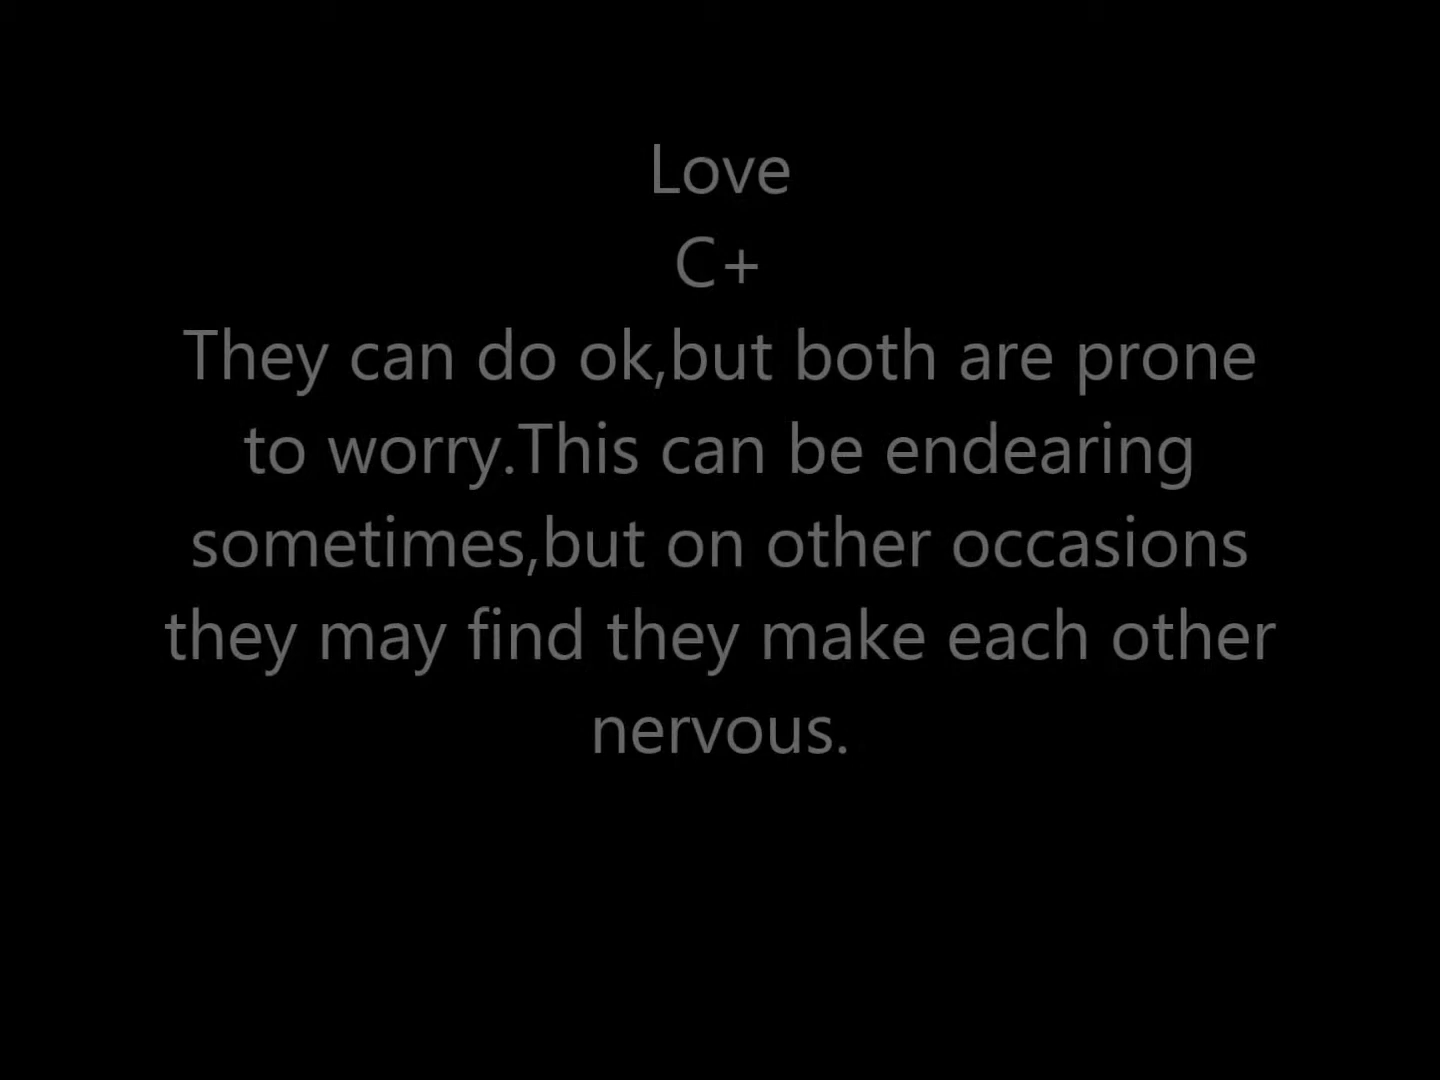 Love
C+
They can do ok,but both are prone
to worry.This can be endearing
sometimes,but on other occasions
they may find they make each other
nervous.